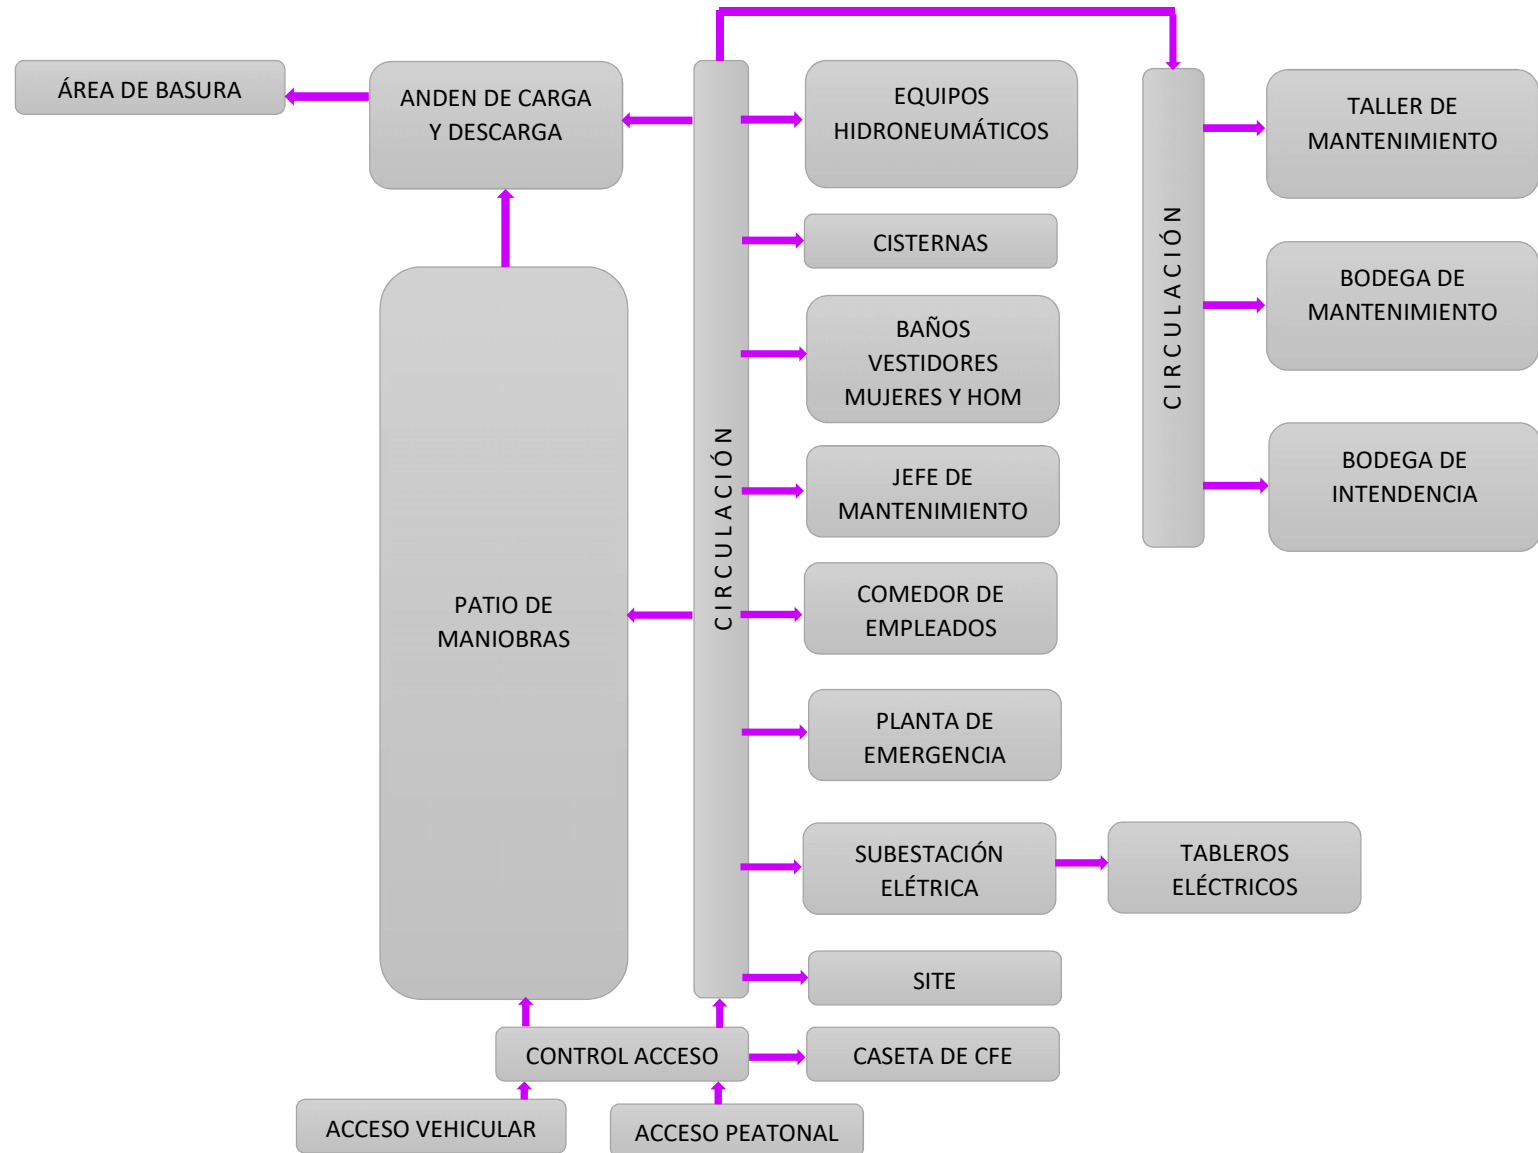 ÁREA DE BASURA
ANDEN DE CARGA
Y DESCARGA
EQUIPOS
HIDRONEUMÁTICOS
TALLER DE
MANTENIMIENTO
CISTERNAS
BODEGA DE
MANTENIMIENTO
BAÑOS
VESTIDORES
MUJERES Y HOM
CIRCULACIÓN
CIRCULACIÓN
JEFE DE
MANTENIMIENTO
BODEGA DE
INTENDENCIA
PATIO DE
MANIOBRAS
COMEDOR DE
EMPLEADOS
PLANTA DE
EMERGENCIA
SUBESTACIÓN
ELÉTRICA
TABLEROS
ELÉCTRICOS
SITE
CONTROL ACCESO
CASETA DE CFE
ACCESO VEHICULAR
ACCESO PEATONAL